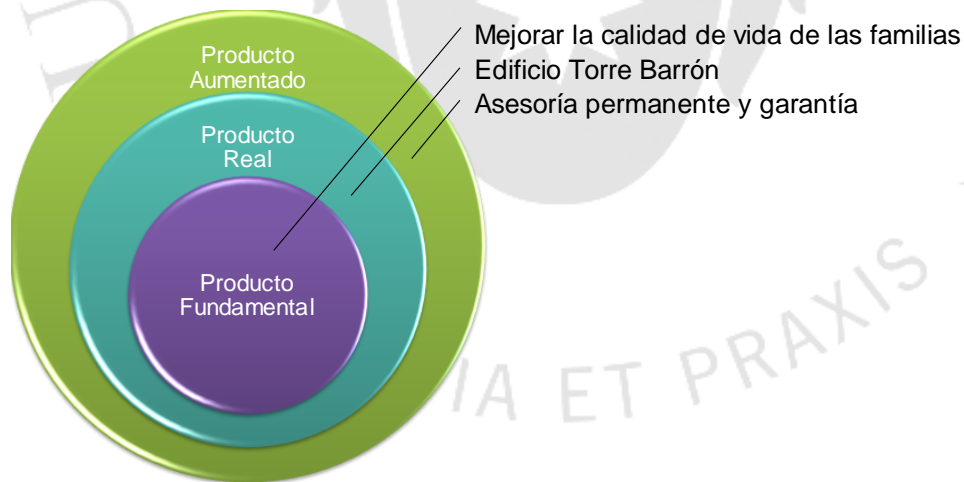 Mejorar la calidad de vida de las familias
Edificio Torre Barrón
Asesoría permanente y garantía
Producto
Aumentado
Producto
Real
Producto
Fundamental
IA ET PRAXIS